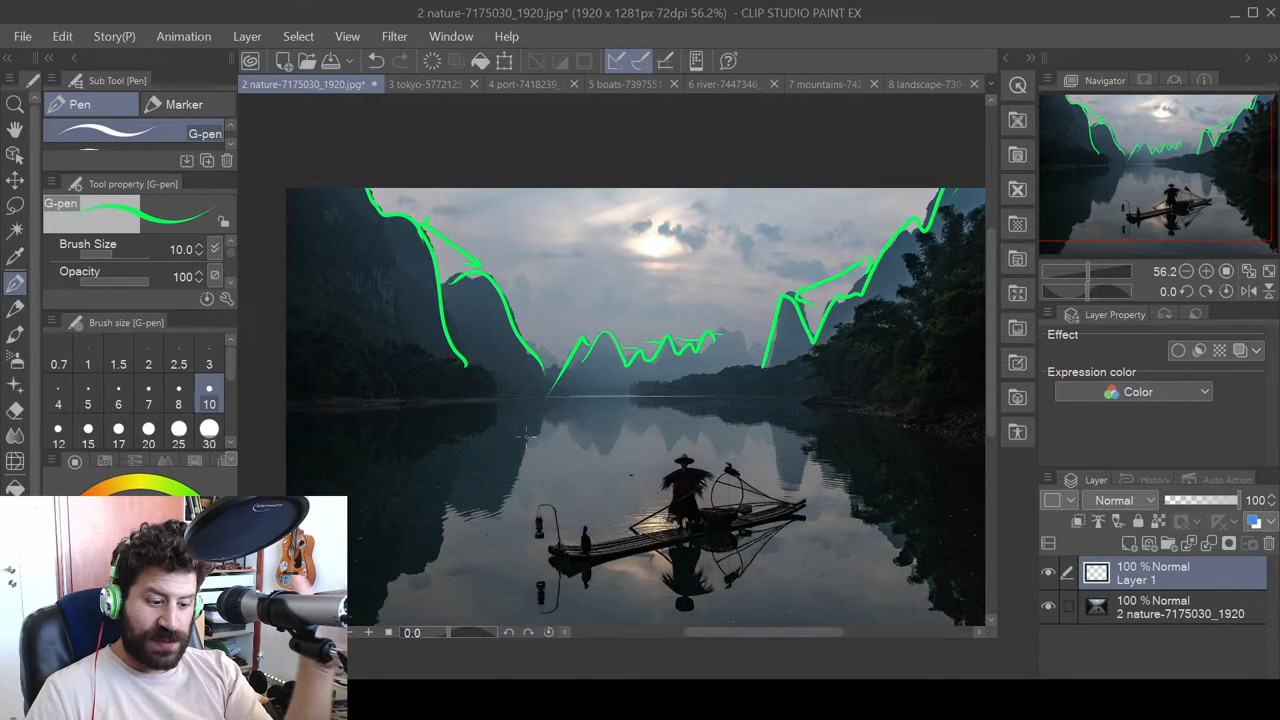 2 nature-7175030_1920.jpg* (1920 x 1281px 72dpi 56.2%) - CLIP STUDIO PAINT EX
File Edit Story(P) Animation Layer Select View Filter Window Help
Sub Tool [Pen]
2 nature-7175030_1920.jpg* 3 tokyo-5772125 4 port-7418239_ 5 boats-7397551 6 river-7447346_ 7 mountains-742 8 landscape-730
Navigator
Pen Marker
G-pen
Tool property [G-pen]
G-pen
Brush Size 10.0
Opacity 100
56.2
0.0
Layer Property
Brush size [G-pen]
Effect
0.7 1 1.5 2 2.5 3
Expression color
Color
4 5 6 7 8 10
12 15 18 20 25 30
Layer History Auto Action
Normal 100
100 % Normal
Layer 1
100 % Normal
2 nature-7175030_1920
0.0